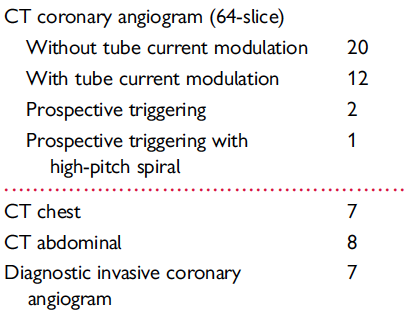 CT coronary angiogram (64-slice)
Without tube current modulation 20
With tube current modulation 12
Prospective triggering 2
Prospective triggering with 1
high-pitch spiral
CT chest 7
CT abdominal 8
Diagnostic invasive coronary 7
angiogram